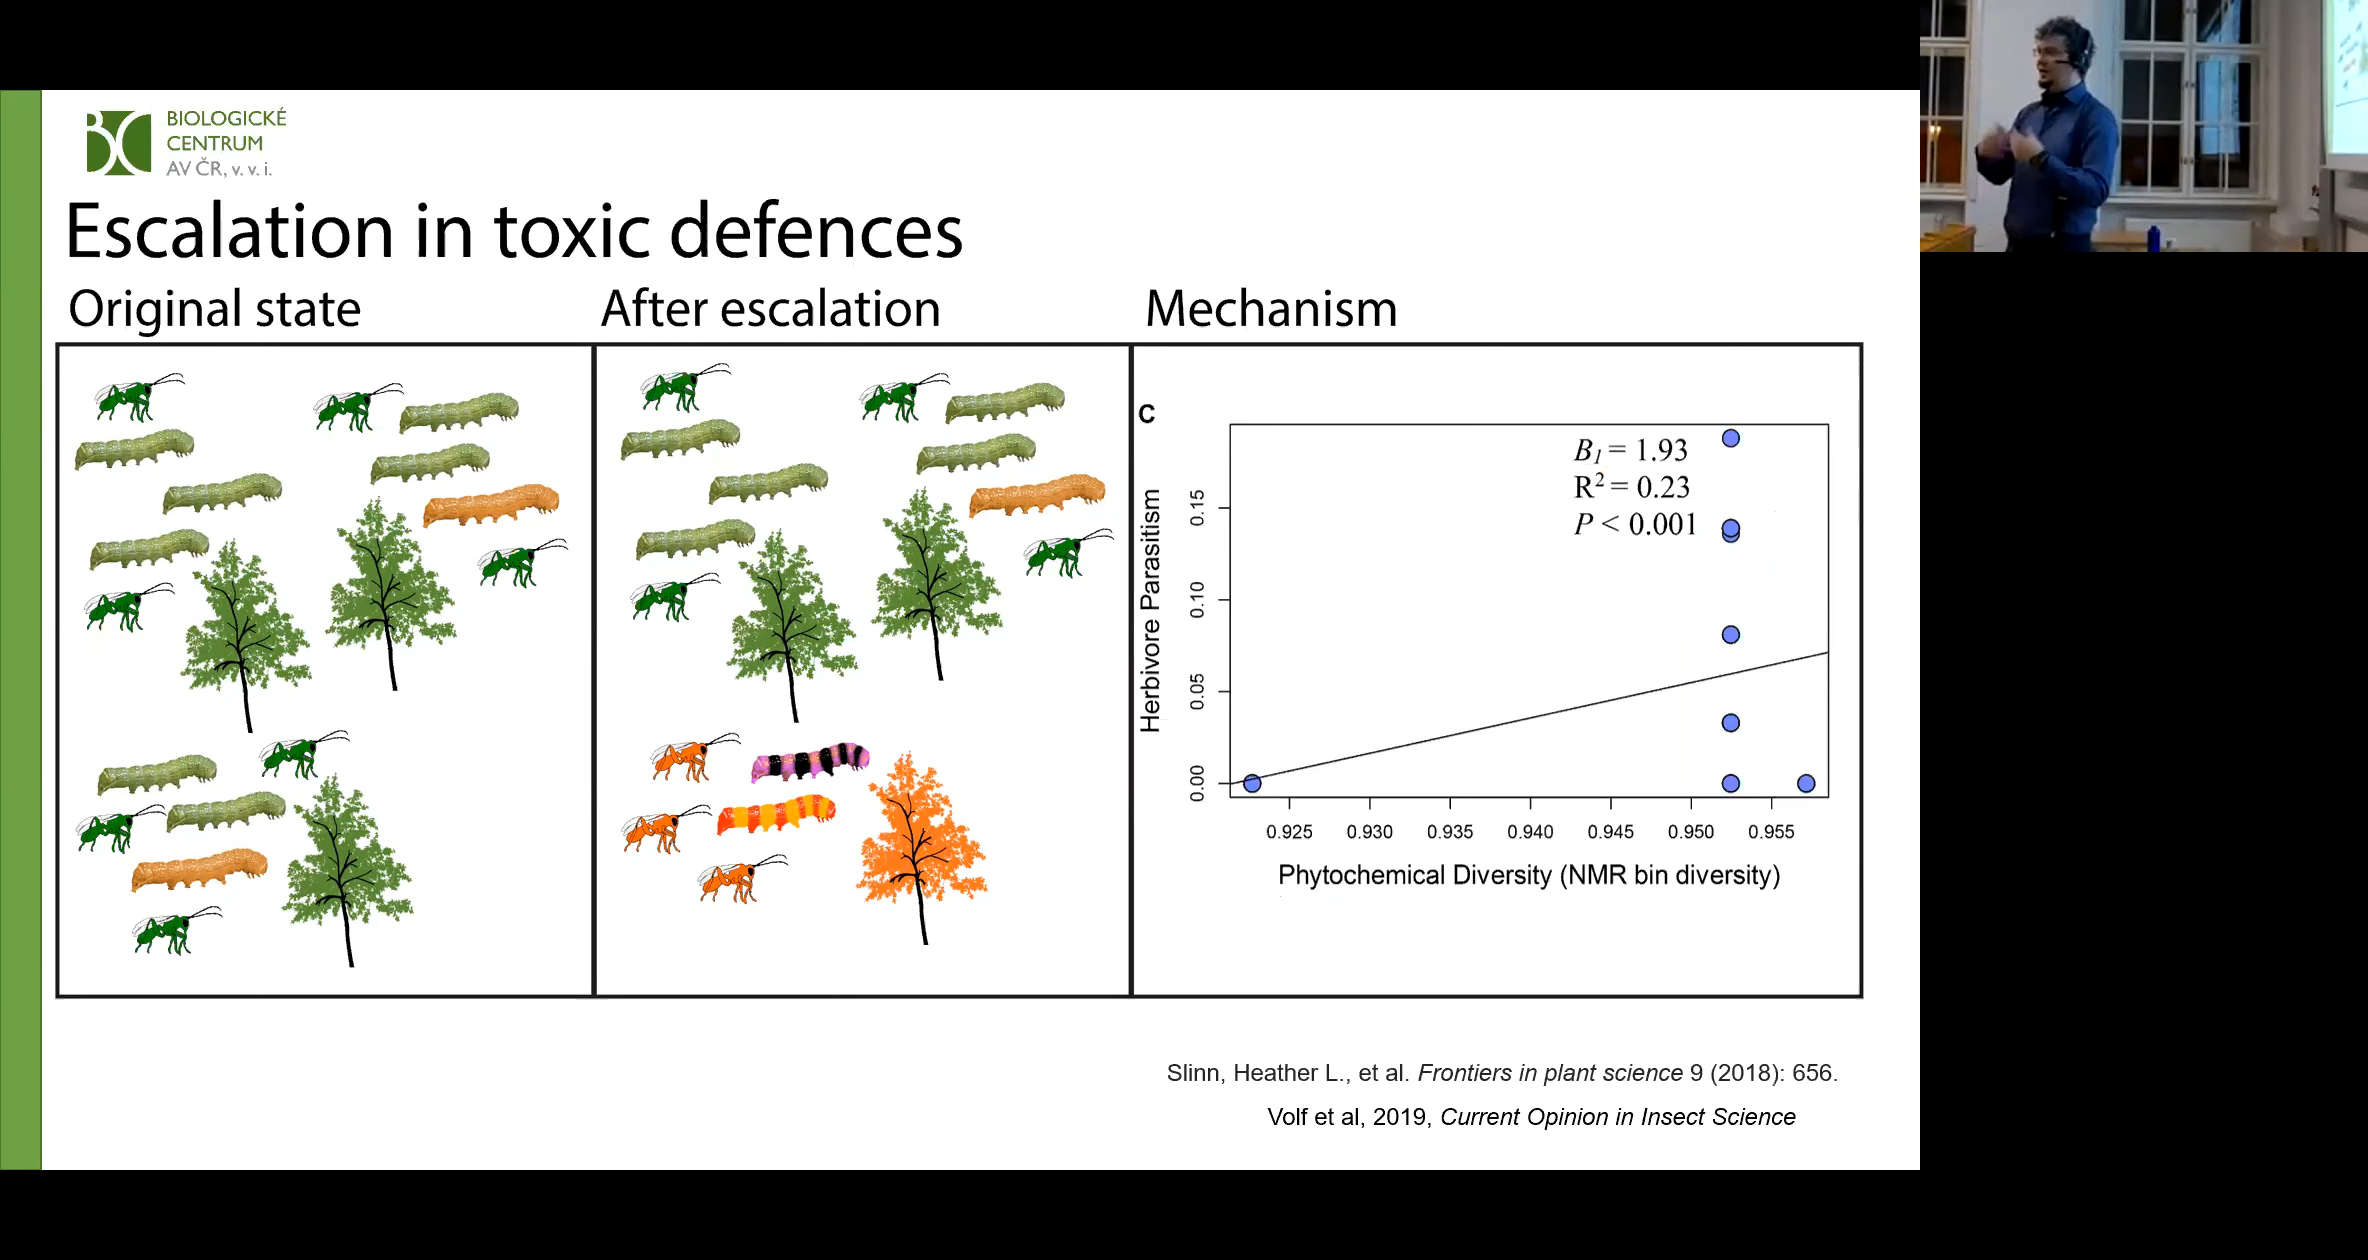 BIOLOGICKÉ
CENTRUM
AV ČR, v. v. i.
Escalation in toxic defences
Original state
After escalation
Mechanism
C
B1 = 1.93
R2 = 0.23
P < 0.001
Herbivore Parasitism
0.15
0.10
0.05
0.00
0.925 0.930 0.935 0.940 0.945 0.950 0.955
Phytochemical Diversity (NMR bin diversity)
Slinn, Heather L., et al. Frontiers in plant science 9 (2018): 656.
Volf et al, 2019, Current Opinion in Insect Science